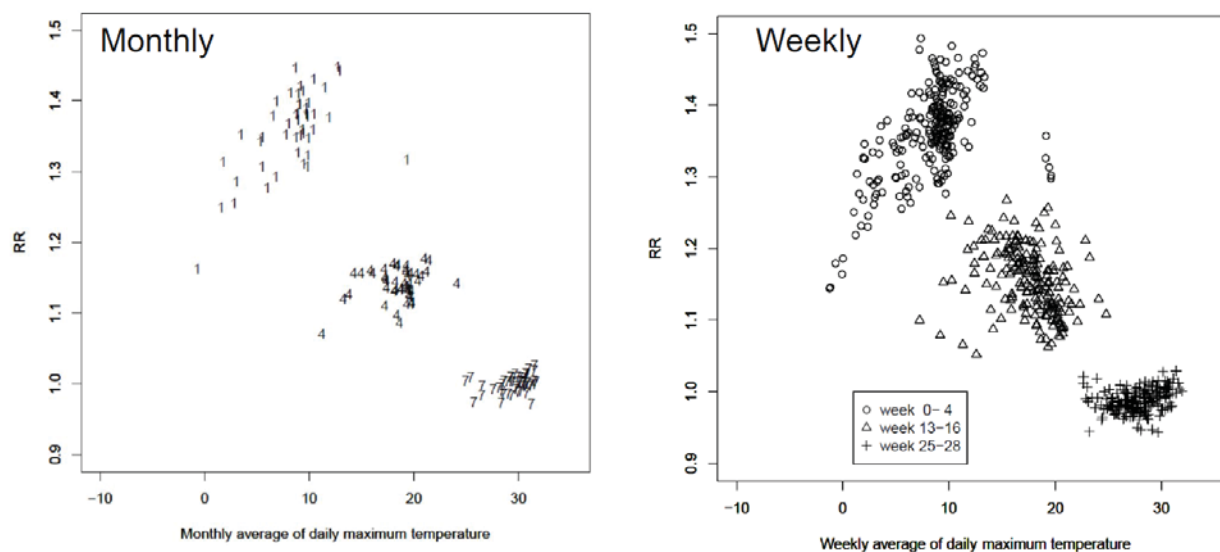 Monthly
1.5
1.4
1.3
1.2
1.1
1.0
0.9
RR
−10
0
10
20
30
Monthly average of daily maximum temperature
Weekly
1.5
1.4
1.3
1.2
1.1
1.0
0.9
RR
week 0−4
week 13−16
week 25−28
−10
0
10
20
30
Weekly average of daily maximum temperature